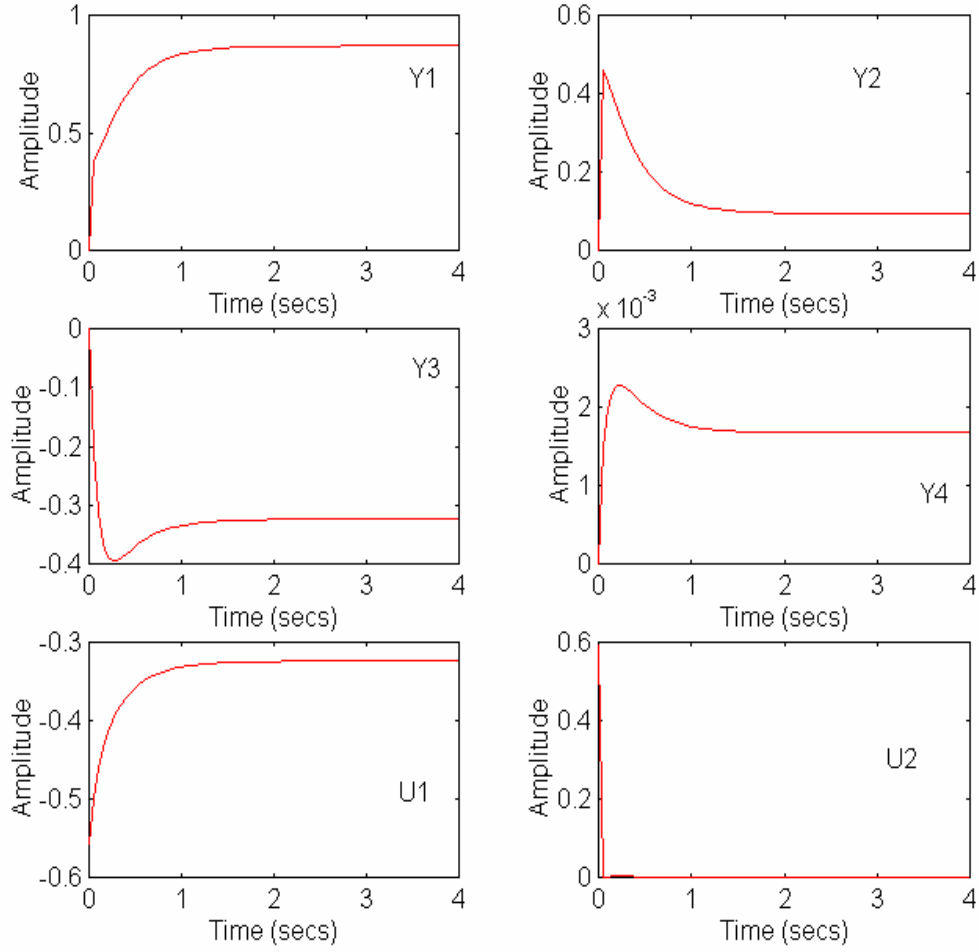 1
0.5
0
Amplitude
Y1
0 1 2 3 4
Time (secs)
0.6
0.4
0.2
0
Amplitude
Y2
0 1 2 3 4
Time (secs)
0
-0.1
-0.2
-0.3
-0.4
Amplitude
Y3
0 1 2 3 4
Time (secs)
x 10-3
3
2
1
0
Amplitude
Y4
0 1 2 3 4
Time (secs)
-0.3
-0.4
-0.5
-0.6
Amplitude
U1
0 1 2 3 4
Time (secs)
0.6
0.4
0.2
0
Amplitude
U2
0 1 2 3 4
Time (secs)